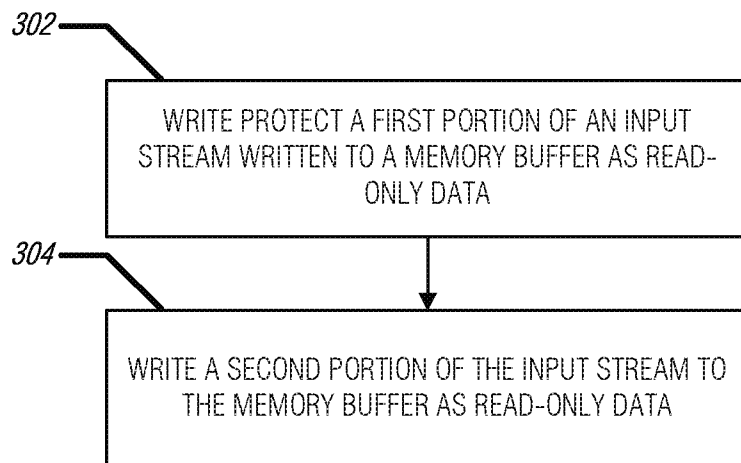 302
WRITE PROTECT A FIRST PORTION OF AN INPUT
STREAM WRITTEN TO A MEMORY BUFFER AS READ-
ONLY DATA
304
WRITE A SECOND PORTION OF THE INPUT STREAM TO
THE MEMORY BUFFER AS READ-ONLY DATA